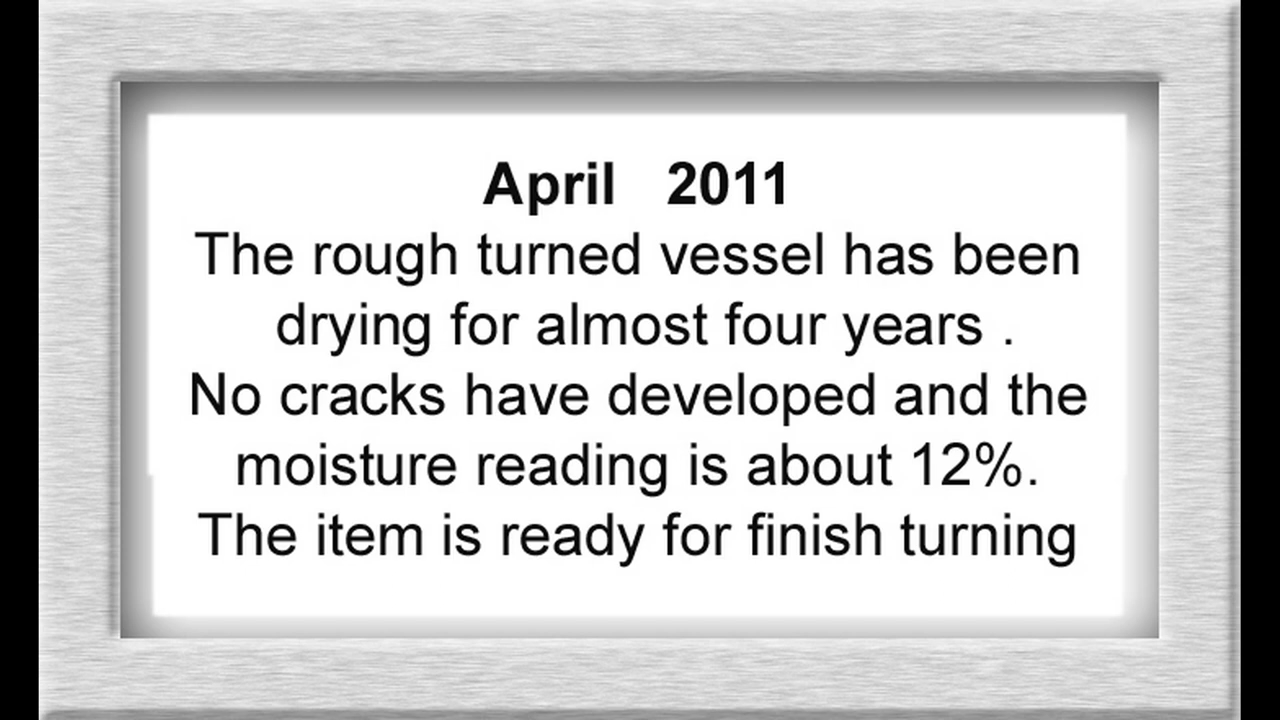 April 2011
The rough turned vessel has been
drying for almost four years .
No cracks have developed and the
moisture reading is about 12%.
The item is ready for finish turning